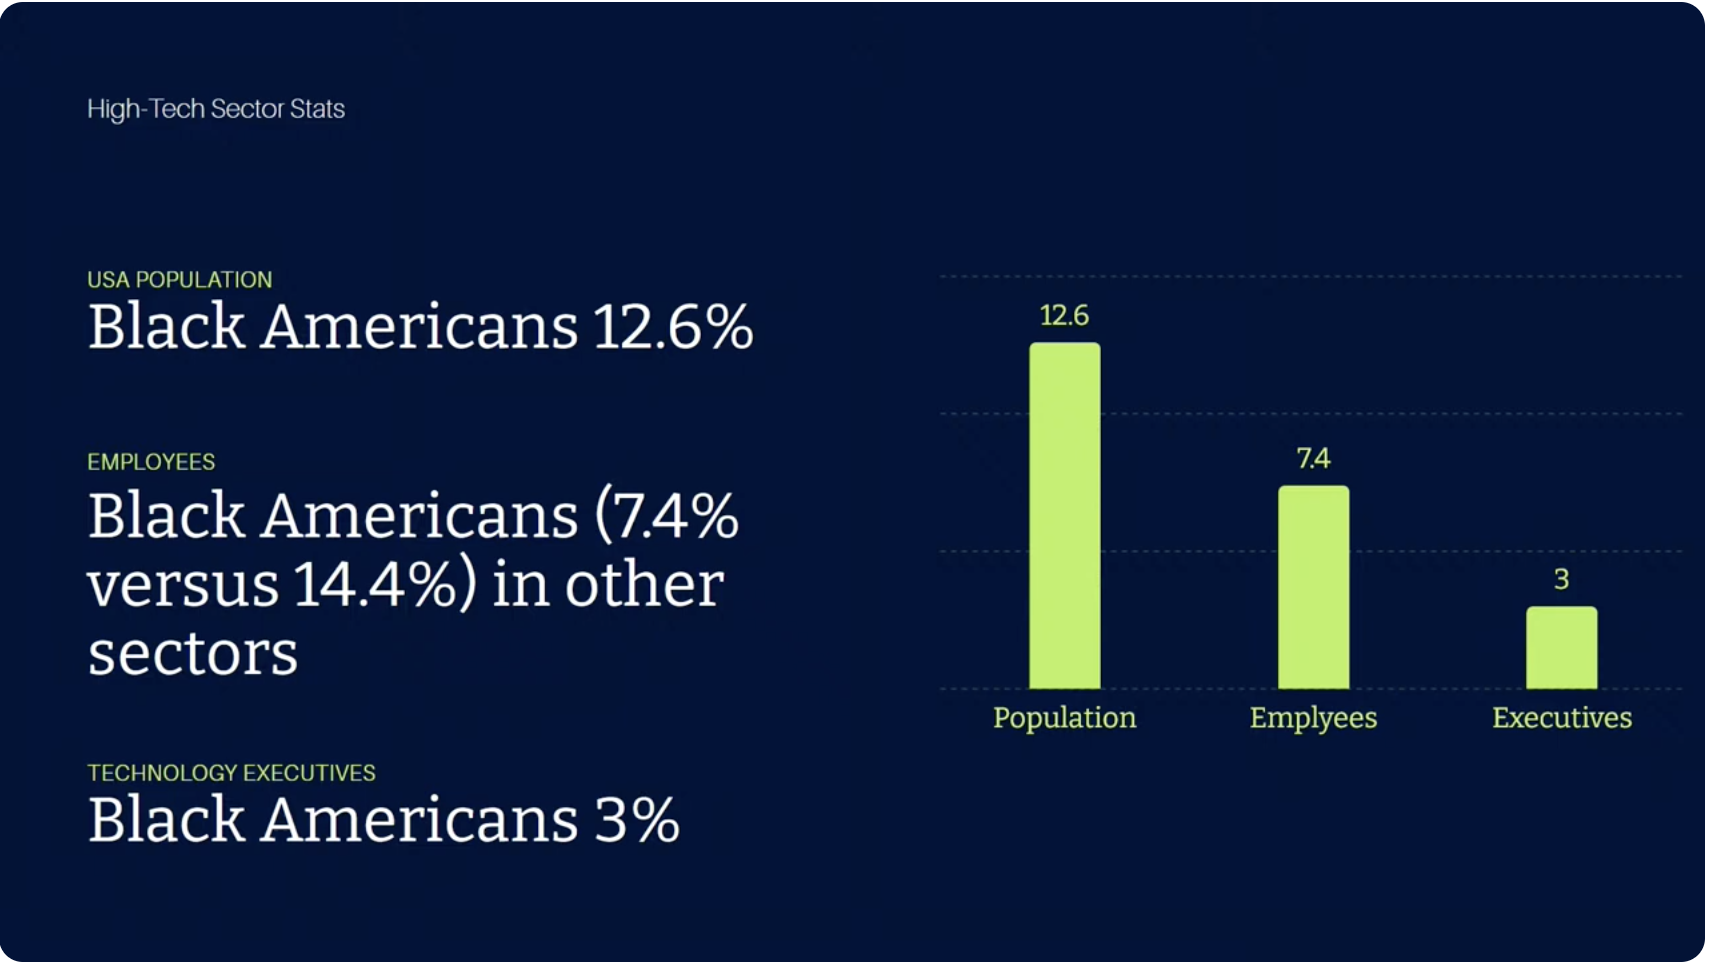 High-Tech Sector Stats
USA POPULATION
Black Americans 12.6%
EMPLOYEES
Black Americans (7.4%
versus 14.4%) in other
sectors
TECHNOLOGY EXECUTIVES
Black Americans 3%
12.6
7.4
3
Population
Emplyees
Executives